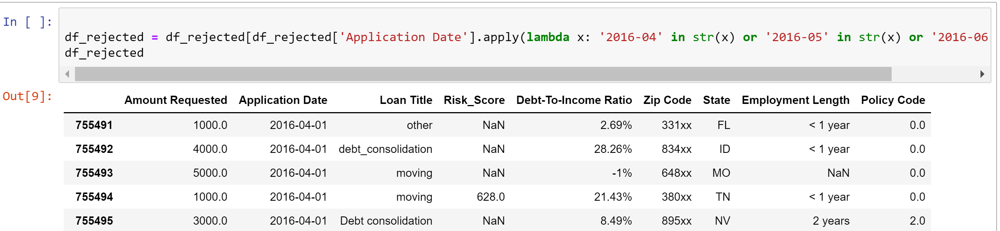 In [ ]:
df_rejected = df_rejected[df_rejected['Application Date'].apply(lambda x: '2016-04' in str(x) or '2016-05' in str(x) or '2016-06
df_rejected
Out[9]:
Amount Requested Application Date Loan Title Risk_Score Debt-To-Income Ratio Zip Code State Employment Length Policy Code
755491 1000.0 2016-04-01 other NaN 2.69% 331xx FL < 1 year 0.0
755492 4000.0 2016-04-01 debt_consolidation NaN 28.26% 834xx ID < 1 year 0.0
755493 5000.0 2016-04-01 moving NaN -1% 648xx MO NaN 0.0
755494 1000.0 2016-04-01 moving 628.0 21.43% 380xx TN < 1 year 0.0
755495 3000.0 2016-04-01 Debt consolidation NaN 8.49% 895xx NV 2 years 2.0